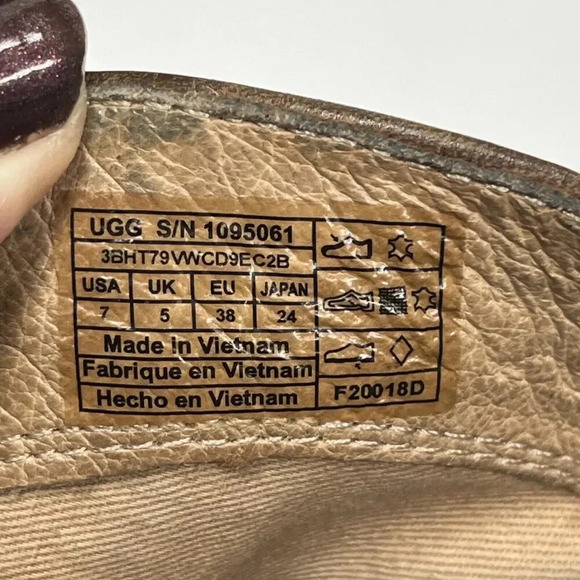 UGG S/N 1095061
3BHT79VWCD9EC2B
USA UK EU JAPAN
7 5 38 24
Made in Vietnam
Fabrique en Vietnam
Hecho en Vietnam
F20018D